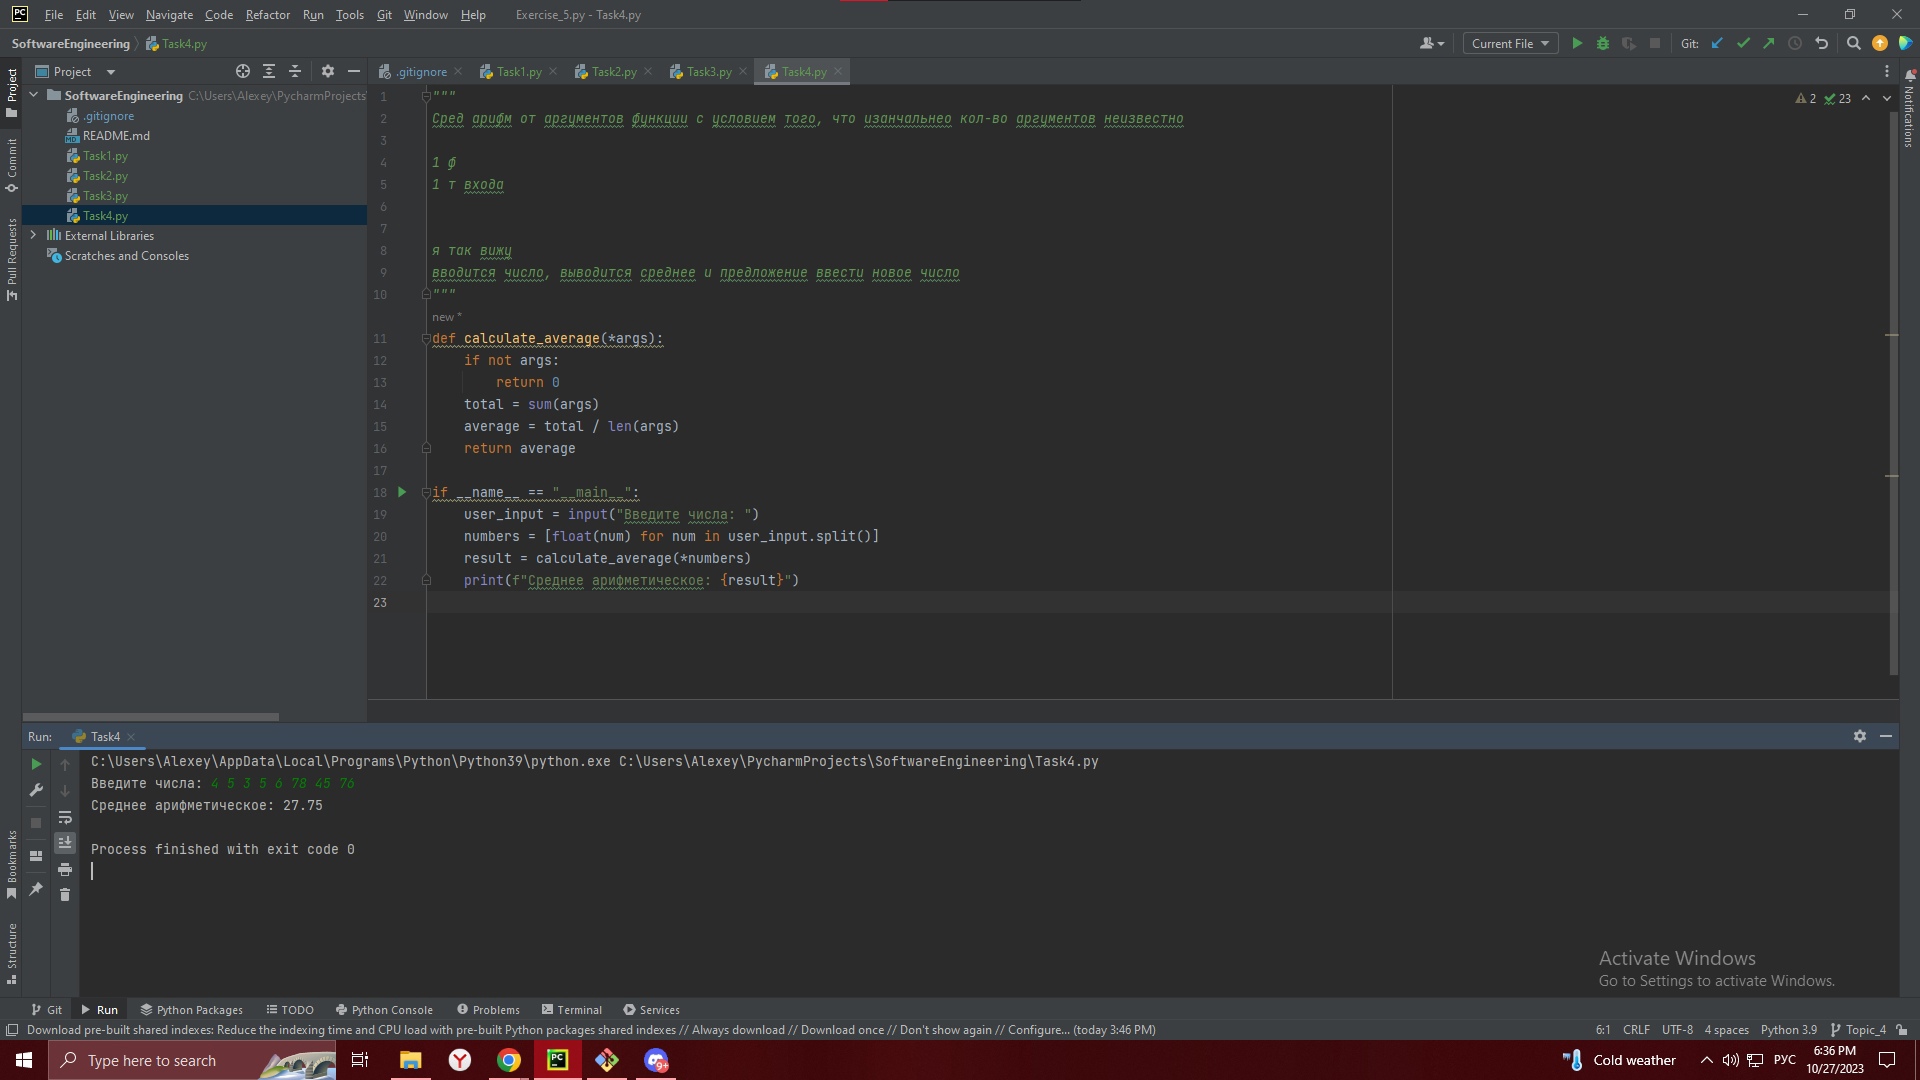 File Edit View Navigate Code Refactor Run Tools Git Window Help Exercise_5.py - Task4.py
SoftwareEngineering Task4.py
Current File Git:
Project .gitignore Task1.py Task2.py Task3.py Task4.py
SoftwareEngineering C:\Users\Alexey\PycharmProjects
.gitignore
README.md
Task1.py
Task2.py
Task3.py
Task4.py
External Libraries
Scratches and Consoles
Project
Commit
Pull Requests
Bookmarks
Structure
Notifications
2 23
1 """
2 Сред арифм от аргументов функции с условием того, что изанчальнео кол-во аргументов неизвестно
3
4 1 ф
5 1 т входа
6
7
8 я так вижу
9 вводится число, выводится среднее и предложение ввести новое число
10 """
new *
11 def calculate_average(*args):
12 if not args:
13 return 0
14 total = sum(args)
15 average = total / len(args)
16 return average
17
18 if __name__ == "__main__":
19 user_input = input("Введите числа: ")
20 numbers = [float(num) for num in user_input.split()]
21 result = calculate_average(*numbers)
22 print(f"Среднее арифметическое: {result}")
23
Run: Task4
C:\Users\Alexey\AppData\Local\Programs\Python\Python39\python.exe C:\Users\Alexey\PycharmProjects\SoftwareEngineering\Task4.py
Введите числа: 4 5 3 5 6 78 45 76
Среднее арифметическое: 27.75
Process finished with exit code 0
Activate Windows
Go to Settings to activate Windows.
Git Run Python Packages TODO Python Console Problems Terminal Services
Download pre-built shared indexes: Reduce the indexing time and CPU load with pre-built Python packages shared indexes // Always download // Download once // Don't show again // Configure... (today 3:46 PM) 6:1 CRLF UTF-8 4 spaces Python 3.9 Topic_4
Type here to search Cold weather РУС 6:36 PM
10/27/2023